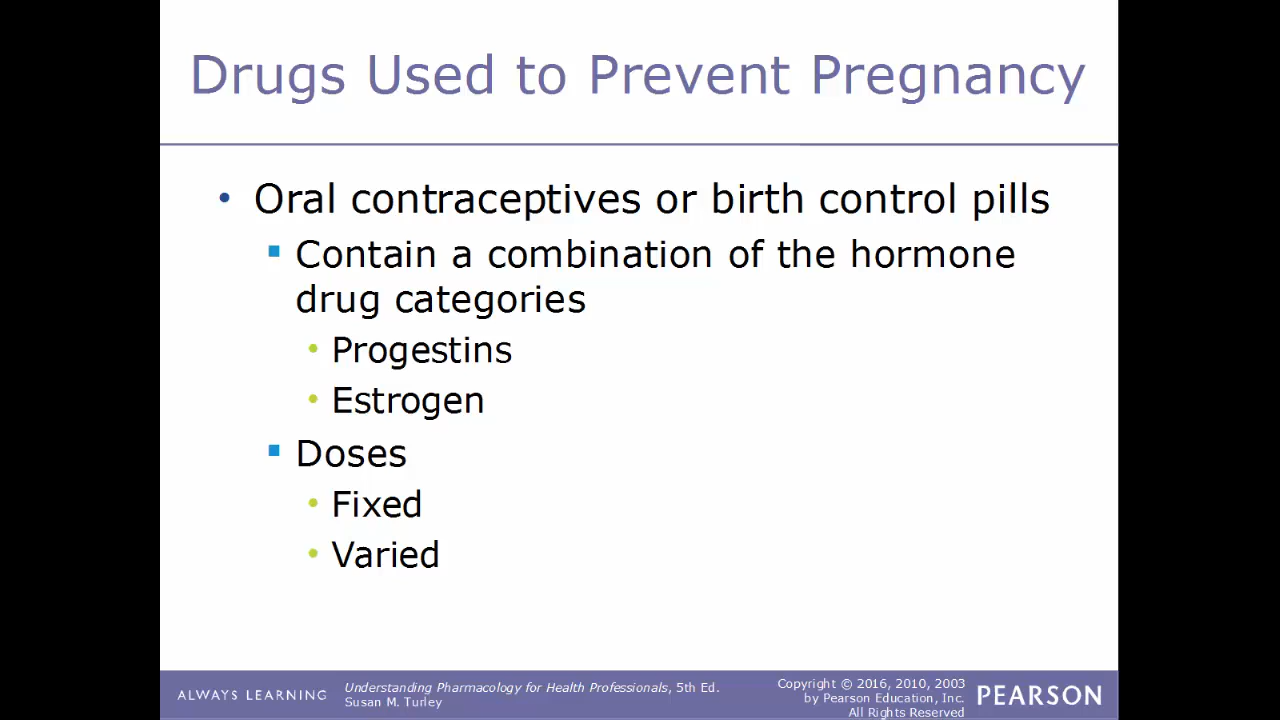 Drugs Used to Prevent Pregnancy
• Oral contraceptives or birth control pills
▪ Contain a combination of the hormone
drug categories
• Progestins
• Estrogen
▪ Doses
• Fixed
• Varied
ALWAYS LEARNING
Understanding Pharmacology for Health Professionals, 5th Ed.
Susan M. Turley
Copyright © 2016, 2010, 2003
by Pearson Education, Inc.
All Rights Reserved
PEARSON